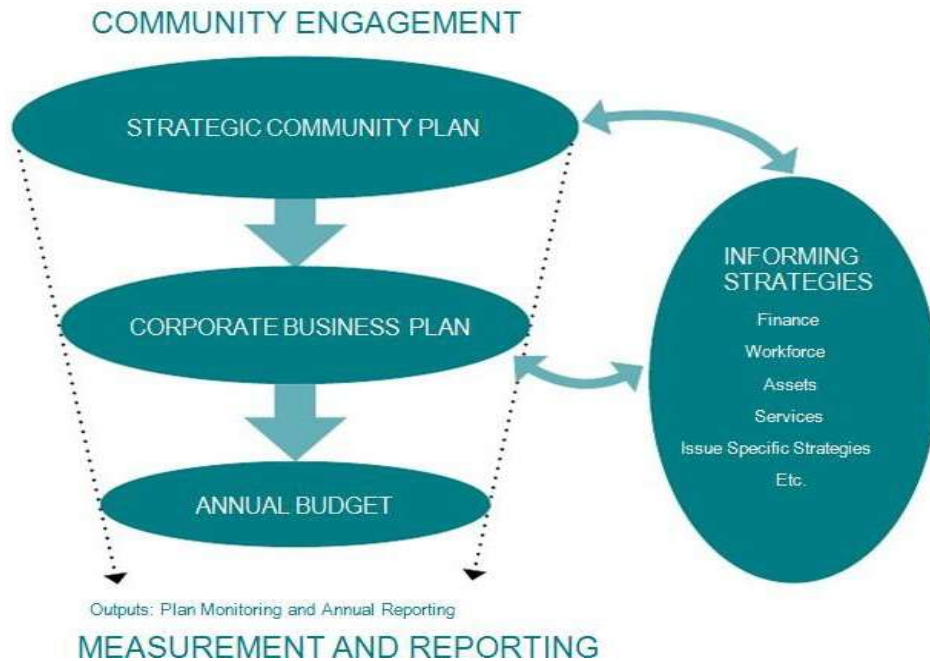 COMMUNITY ENGAGEMENT
STRATEGIC COMMUNITY PLAN
CORPORATE BUSINESS PLAN
ANNUAL BUDGET
INFORMING
STRATEGIES
Finance
Workforce
Assets
Services
Issue Specific Strategies
Etc.
Outputs: Plan Monitoring and Annual Reporting
MEASUREMENT AND REPORTING